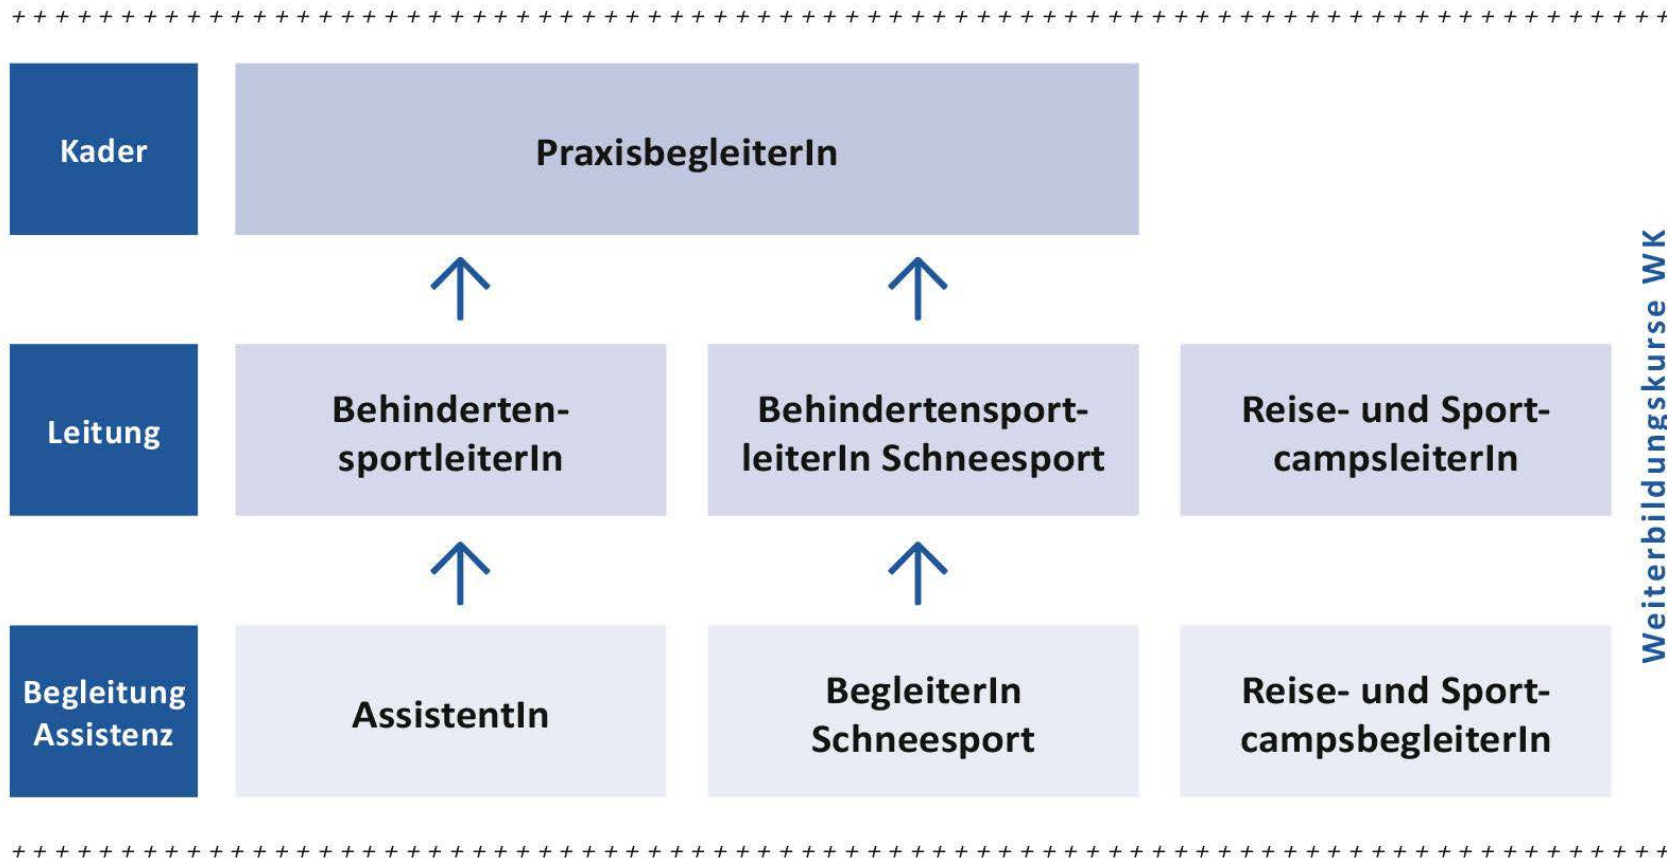 + + + + + + + + + + + + + + + + + + + + + + + + + + + + + + + + + + + + + + + + + + + + + + + + + + + + + + + + + + + + + + + + + + + + + + + + + + + +
Kader
PraxisbegleiterIn
Leitung
Behinderten-
sportleiterIn
Behindertensport-
leiterIn Schneesport
Reise- und Sport-
campsleiterIn
Begleitung
Assistenz
AssistentIn
BegleiterIn
Schneesport
Reise- und Sport-
campsbegleiterIn
Weiterbildungskurse WK
+ + + + + + + + + + + + + + + + + + + + + + + + + + + + + + + + + + + + + + + + + + + + + + + + + + + + + + + + + + + + + + + + + + + + + + + + + + + +